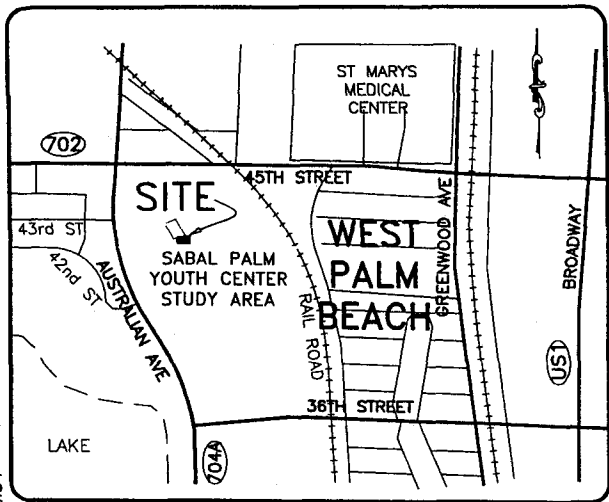 ST MARYS
MEDICAL
CENTER
702
45TH STREET
SITE
43rd ST
42nd ST
SABAL PALM
YOUTH CENTER
STUDY AREA
AUSTRALIAN AVE
RAIL ROAD
WEST
PALM
BEACH
GREENWOOD AVE
BROADWAY
US1
36TH STREET
LAKE
704A